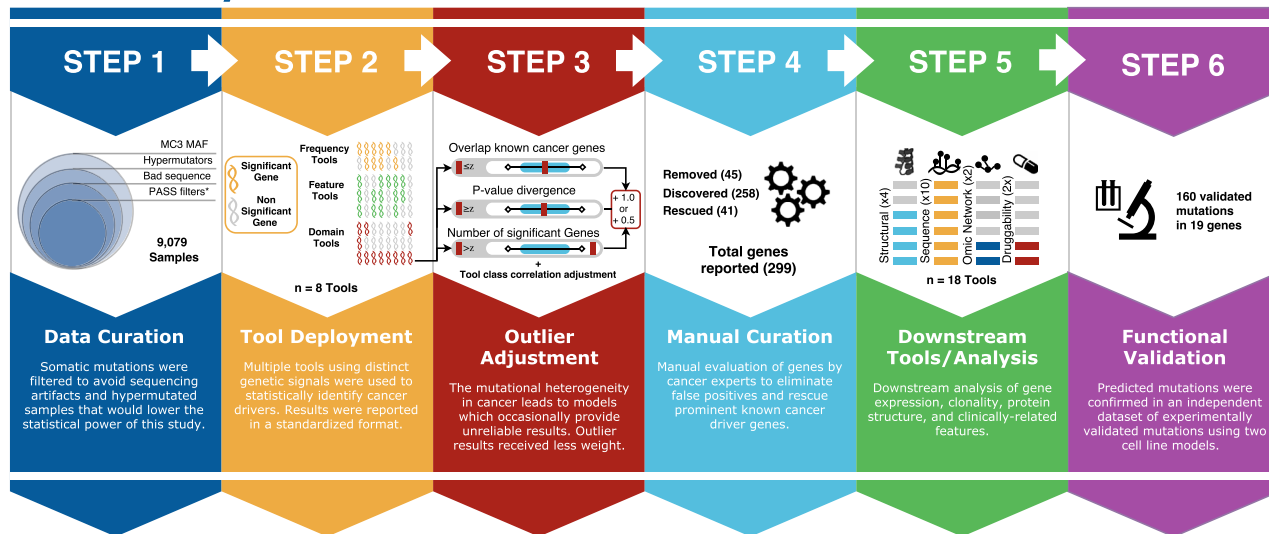 STEP 1
STEP 2
STEP 3
STEP 4
STEP 5
STEP 6
MC3 MAF
Hypermutators
Bad sequence
PASS filters*
9,079
Samples
Significant
Gene
Non
Significant
Gene
Frequency
Tools
Feature
Tools
Domain
Tools
n = 8 Tools
Overlap known cancer genes
≤z
P-value divergence
≥z
Number of significant Genes
>z
+ 1.0
or
+ 0.5
+
Tool class correlation adjustment
Removed (45)
Discovered (258)
Rescued (41)
Total genes
reported (299)
Structural (x4)
Sequence (x10)
Omic Network (x2)
Druggability (2x)
n = 18 Tools
160 validated
mutations
in 19 genes
Data Curation
Somatic mutations were
filtered to avoid sequencing
artifacts and hypermutated
samples that would lower the
statistical power of this study.
Tool Deployment
Multiple tools using distinct
genetic signals were used to
statistically identify cancer
drivers. Results were reported
in a standardized format.
Outlier
Adjustment
The mutational heterogeneity
in cancer leads to models
which occasionally provide
unreliable results. Outlier
results received less weight.
Manual Curation
Manual evaluation of genes by
cancer experts to eliminate
false positives and rescue
prominent known cancer
driver genes.
Downstream
Tools/Analysis
Downstream analysis of gene
expression, clonality, protein
structure, and clinically-related
features.
Functional
Validation
Predicted mutations were
confirmed in an independent
dataset of experimentally
validated mutations using two
cell line models.